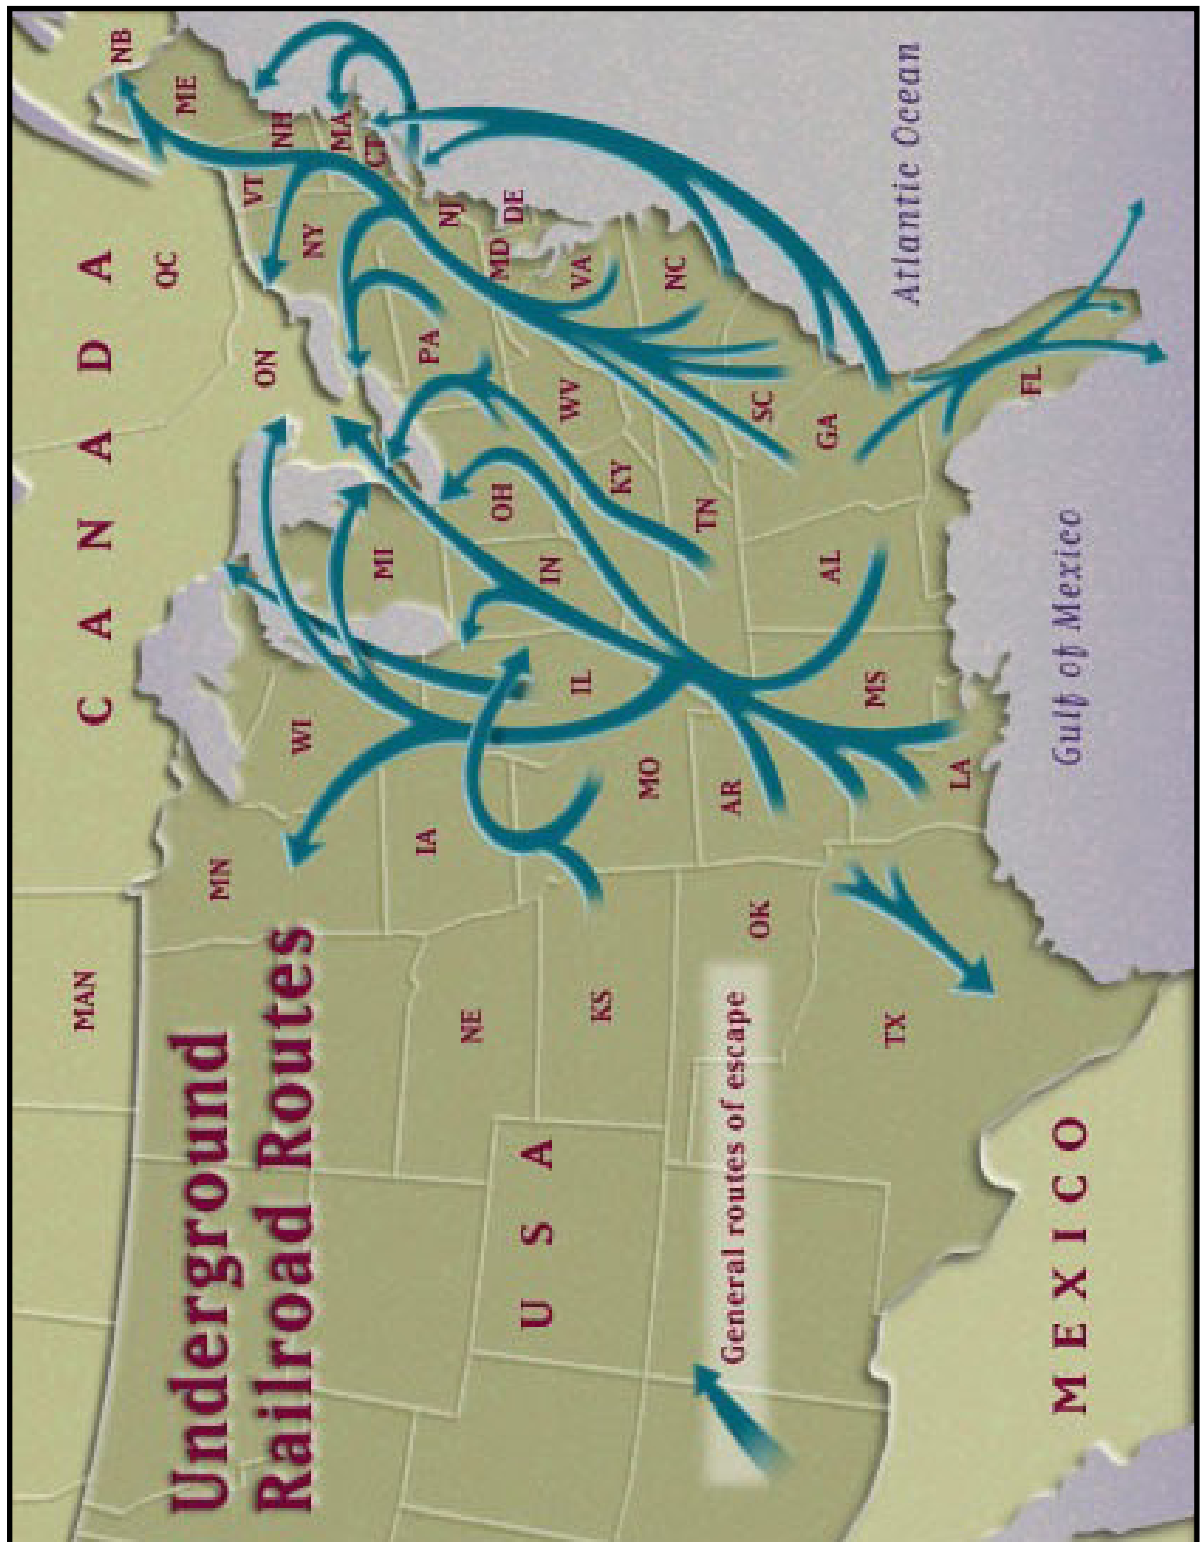 Underground
Railroad Routes
C A N A D A
MAN
QC
ON
NB
ME
VT
NH
MA
CT
NY
NJ
DE
MD
PA
VA
WV
NC
SC
GA
FL
OH
KY
TN
AL
MI
IN
IL
MS
WI
MO
AR
LA
MN
IA
NE
KS
OK
TX
U S A
General routes of escape
M E X I C O
Gulf of Mexico
Atlantic Ocean